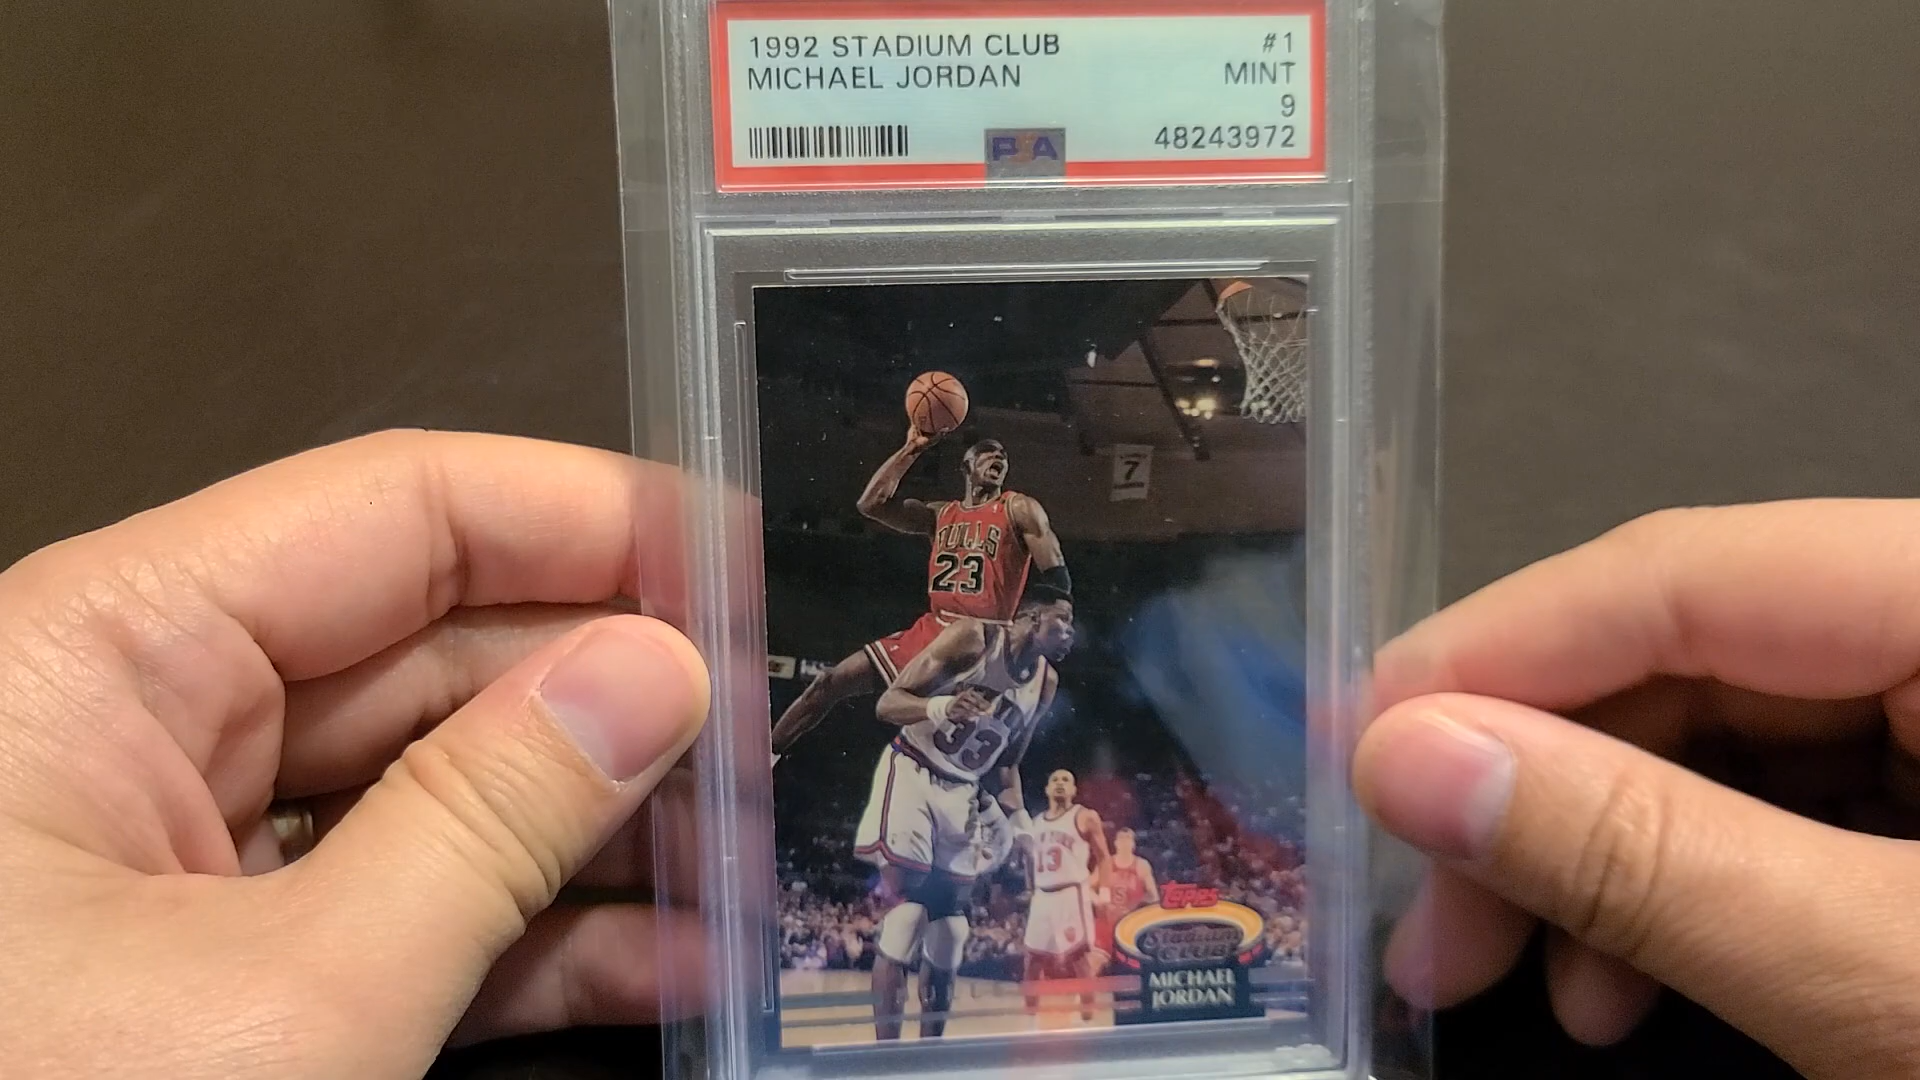 1992 STADIUM CLUB #1
MICHAEL JORDAN MINT
9
48243972
PSA
7
BULLS
23
33
NEW YORK
13
TOPPS
Stadium
CLUB
MICHAEL
JORDAN